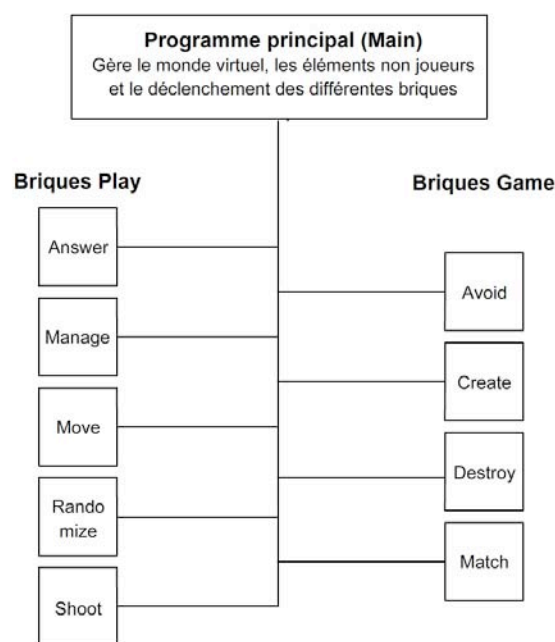 Programme principal (Main)
Gère le monde virtuel, les éléments non joueurs
et le déclenchement des différentes briques
Briques Play
Answer
Manage
Move
Rando
mize
Shoot
Briques Game
Avoid
Create
Destroy
Match